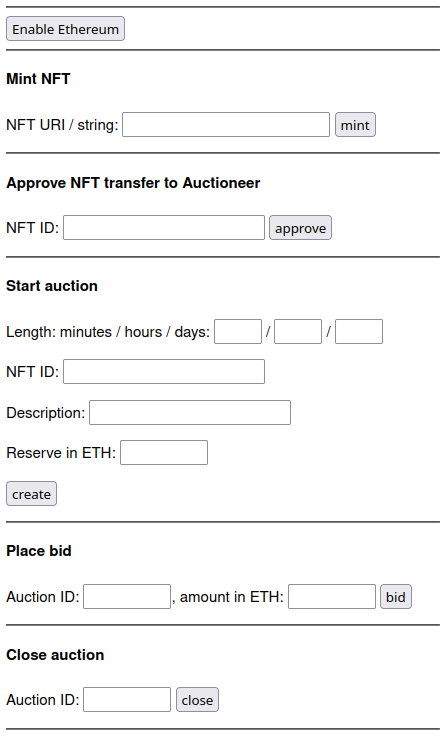 Enable Ethereum
Mint NFT
NFT URI / string: mint
Approve NFT transfer to Auctioneer
NFT ID: approve
Start auction
Length: minutes / hours / days: / /
NFT ID:
Description:
Reserve in ETH:
create
Place bid
Auction ID: , amount in ETH: bid
Close auction
Auction ID: close